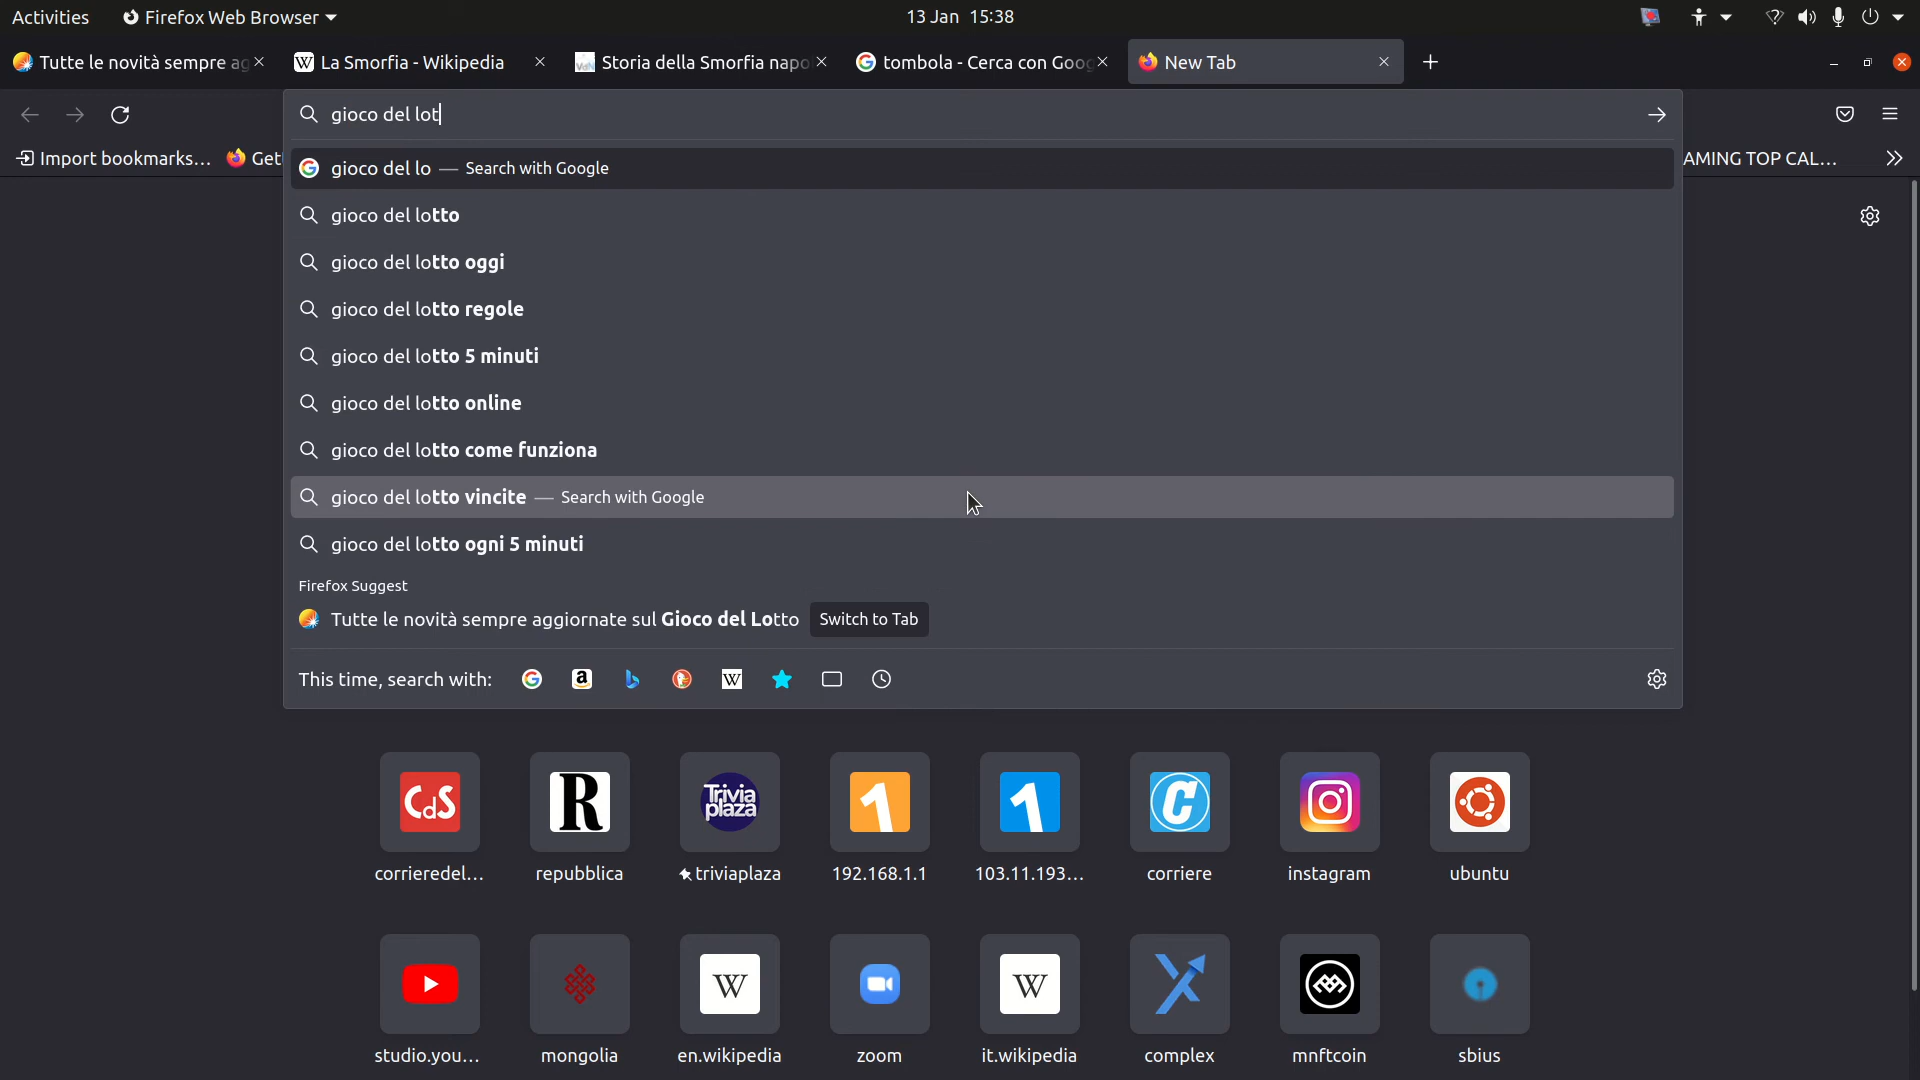 Activities Firefox Web Browser 13 Jan 15:38
Tutte le novità sempre ag La Smorfia - Wikipedia Storia della Smorfia napo tombola - Cerca con Goog New Tab
gioco del lot
Import bookmarks... Get AMING TOP CAL...
gioco del lo — Search with Google
gioco del lotto
gioco del lotto oggi
gioco del lotto regole
gioco del lotto 5 minuti
gioco del lotto online
gioco del lotto come funziona
gioco del lotto vincite — Search with Google
gioco del lotto ogni 5 minuti
Firefox Suggest
Tutte le novità sempre aggiornate sul Gioco del Lotto Switch to Tab
This time, search with:
CdS R Trivia plaza 1 1 C
corrieredel... repubblica triviaplaza 192.168.1.1 103.11.193... corriere instagram ubuntu
W W
studio.you... mongolia en.wikipedia zoom it.wikipedia complex mnftcoin sbius